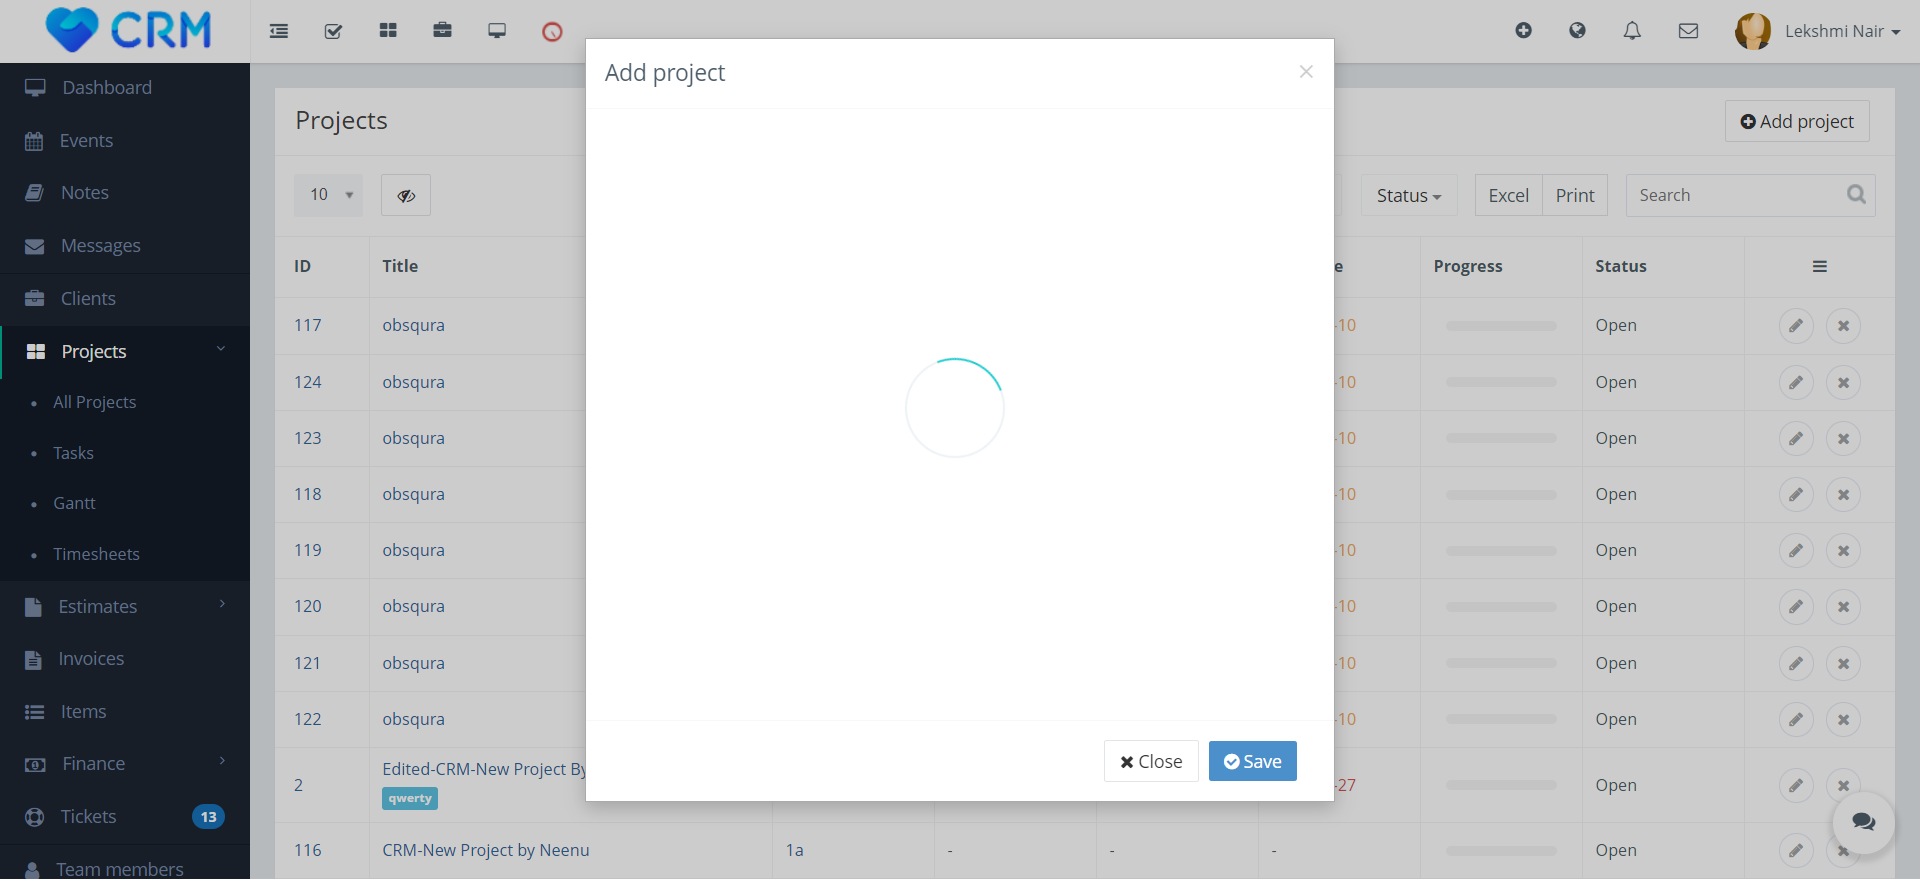 CRM
Lekshmi Nair
Dashboard
Events
Notes
Messages
Clients
Projects
All Projects
Tasks
Gantt
Timesheets
Estimates
Invoices
Items
Finance
Tickets 13
Team members
Projects
Add project
10
Status
Excel
Print
Search
ID Title e Progress Status
117 obsqura -10 Open
124 obsqura -10 Open
123 obsqura -10 Open
118 obsqura -10 Open
119 obsqura -10 Open
120 obsqura -10 Open
121 obsqura -10 Open
122 obsqura -10 Open
2 Edited-CRM-New Project By -27 Open
qwerty
116 CRM-New Project by Neenu 1a - - - Open
Add project
×
Close
Save